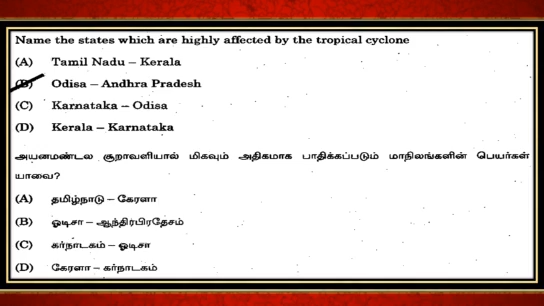 Name the states which are highly affected by the tropical cyclone
(A) Tamil Nadu – Kerala
(B) Odisa – Andhra Pradesh
(C) Karnataka – Odisa
(D) Kerala – Karnataka
அயனமண்டல சூறாவளியால் மிகவும் அதிகமாக பாதிக்கப்படும் மாநிலங்களின் பெயர்கள்
யாவை?
(A) தமிழ்நாடு – கேரளா
(B) ஒடிசா – ஆந்திரபிரதேசம்
(C) கர்நாடகம் – ஒடிசா
(D) கேரளா – கர்நாடகம்